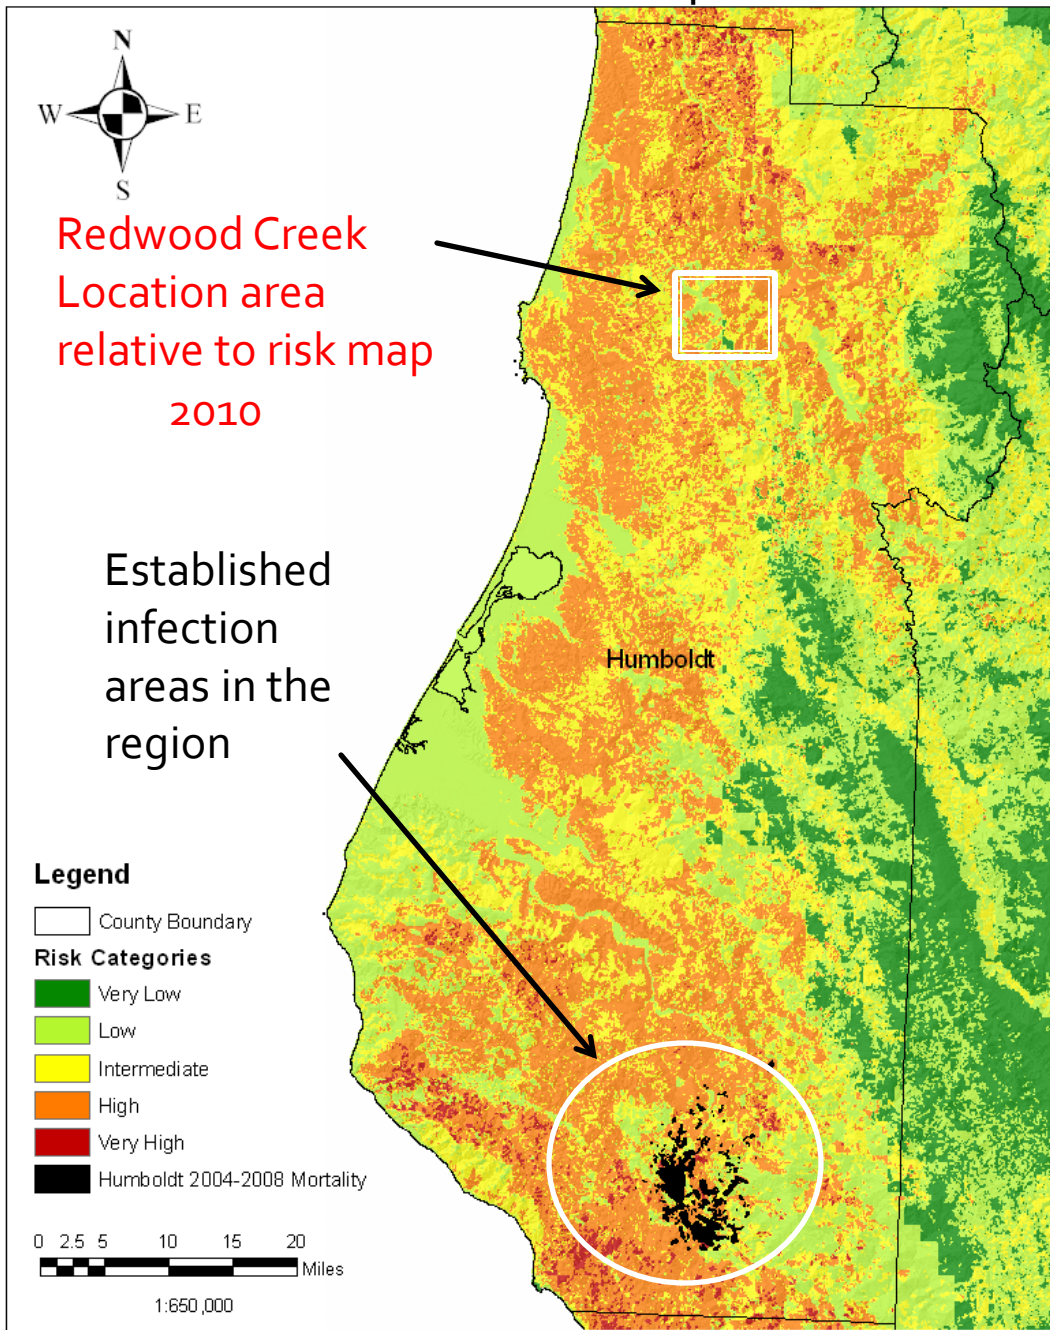 N
W E
S
Redwood Creek
Location area
relative to risk map
2010
Established
infection
areas in the
region
Humboldt
Legend
County Boundary
Risk Categories
Very Low
Low
Intermediate
High
Very High
Humboldt 2004-2008 Mortality
0 2.5 5 10 15 20
Miles
1:650,000